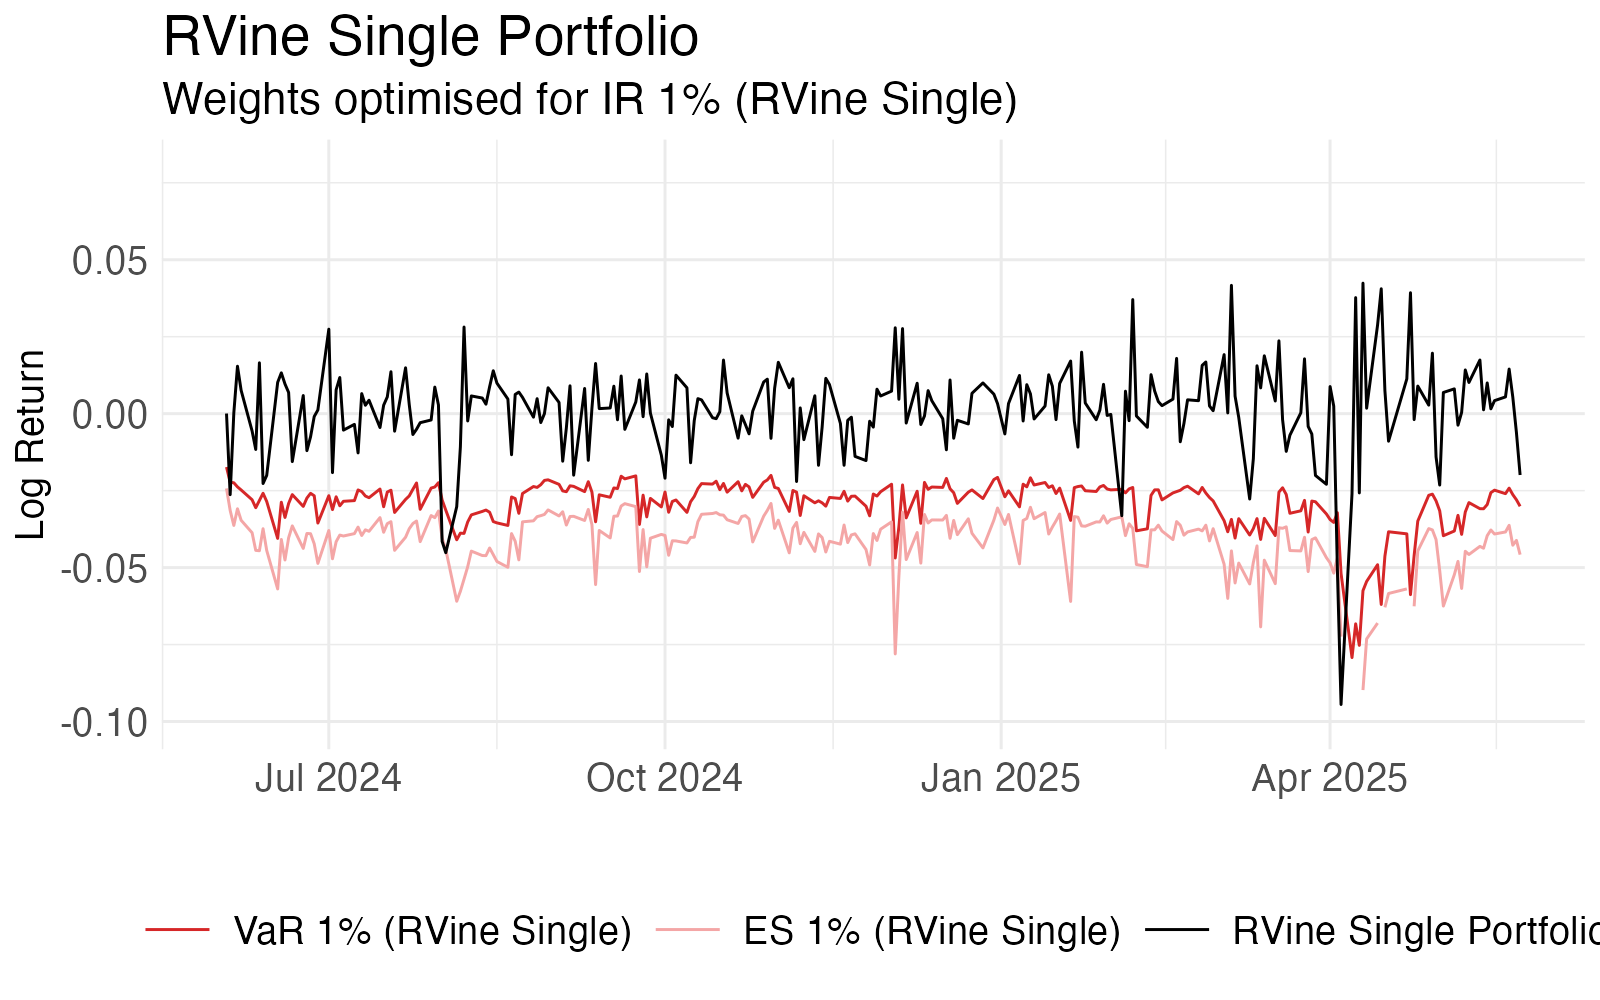 RVine Single Portfolio
Weights optimised for IR 1% (RVine Single)
Log Return
0.05
0.00
-0.05
-0.10
Jul 2024 Oct 2024 Jan 2025 Apr 2025
VaR 1% (RVine Single) ES 1% (RVine Single) RVine Single Portfolio